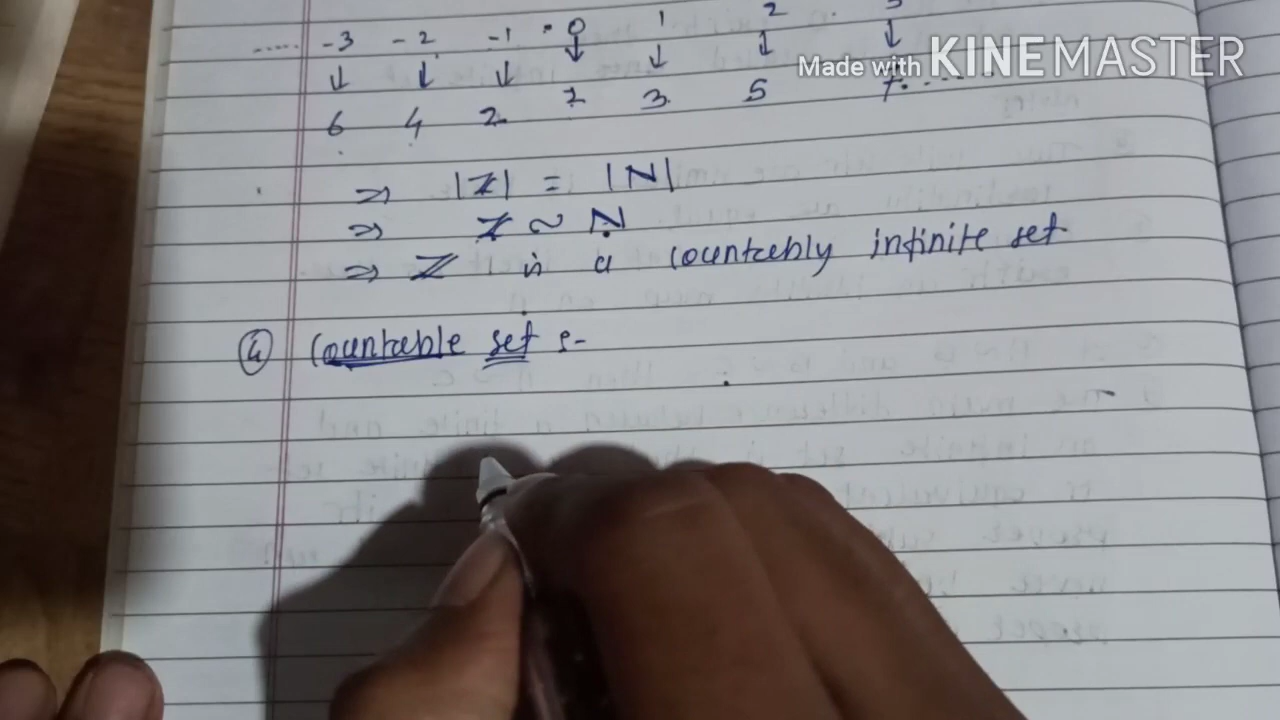 ..... -3 -2 -1 0 1 2 3
Made with KINEMASTER
↓ ↓ ↓ ↓ ↓ ↓ ↓
6 4 2 1 3 5 7 ......
⇒ |Z| = |N|
⇒ Z ~ N
⇒ Z is a countably infinite set
④ Countable set :-